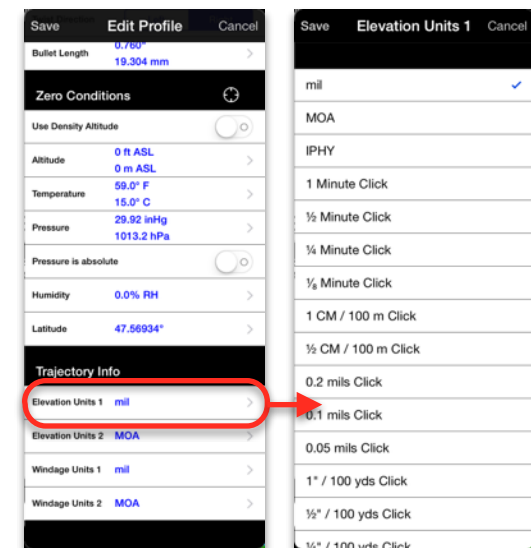 Save Edit Profile Cancel
Bullet Length 0.760"
19.304 mm
Zero Conditions
Use Density Altitude
Altitude 0 ft ASL
0 m ASL
Temperature 59.0° F
15.0° C
Pressure 29.92 inHg
1013.2 hPa
Pressure is absolute
Humidity 0.0% RH
Latitude 47.56934°
Trajectory Info
Elevation Units 1 mil
Elevation Units 2 MOA
Windage Units 1 mil
Windage Units 2 MOA
Save Elevation Units 1 Cancel
mil
MOA
IPHY
1 Minute Click
½ Minute Click
¼ Minute Click
⅛ Minute Click
1 CM / 100 m Click
½ CM / 100 m Click
0.2 mils Click
0.1 mils Click
0.05 mils Click
1" / 100 yds Click
½" / 100 yds Click
¼" / 100 yds Click